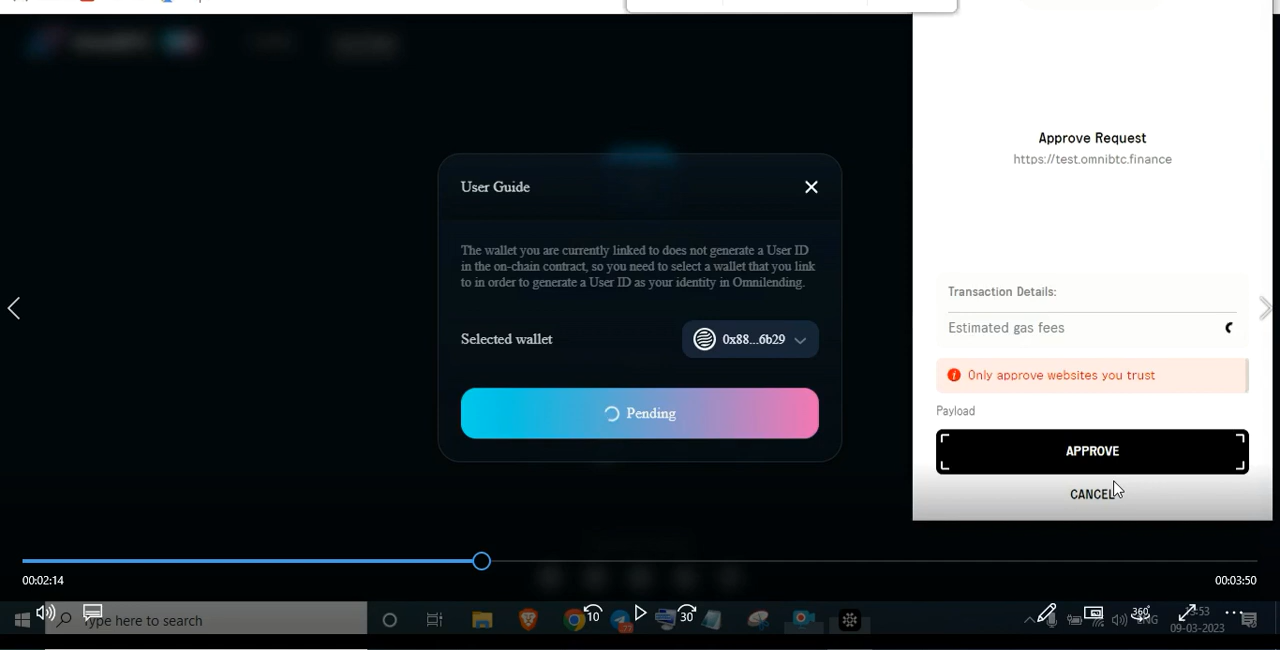 Approve Request
https://test.omnibtc.finance
User Guide
The wallet you are currently linked to does not generate a User ID
in the on-chain contract, so you need to select a wallet that you link
to in order to generate a User ID as your identity in Omnilending.
Selected wallet
0x88...6b29
Pending
Transaction Details:
Estimated gas fees
Only approve websites you trust
Payload
APPROVE
CANCEL
00:02:14
00:03:50
Type here to search
10
30
360
ENG
09-03-2023